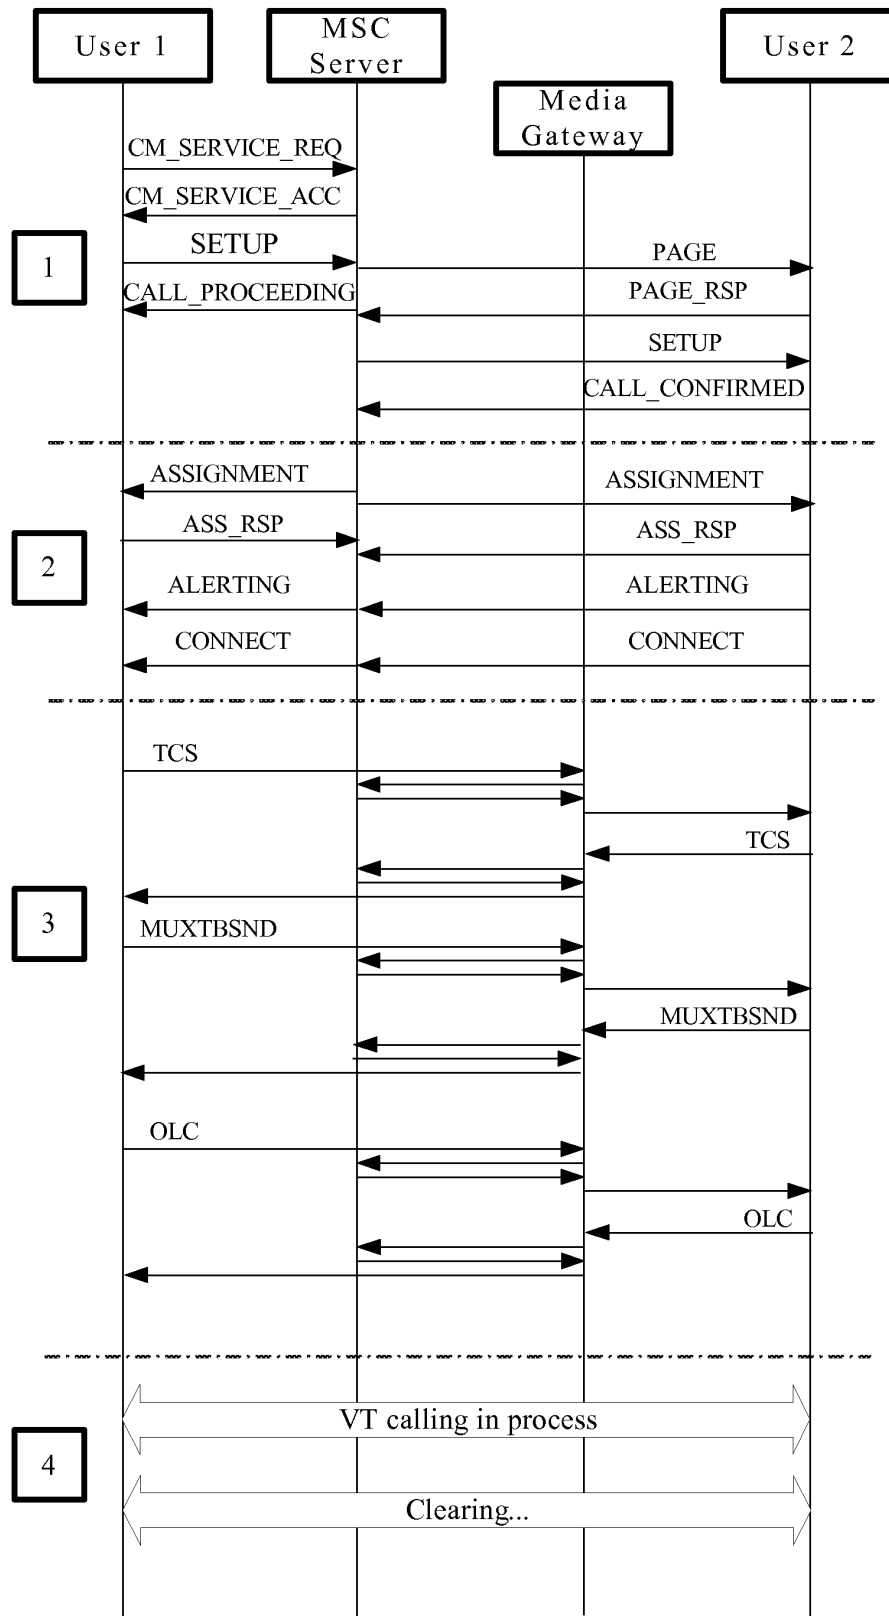 User 1
MSC
Server
User 2
Media
Gateway
CM_SERVICE_REQ
CM_SERVICE_ACC
SETUP
PAGE
1
CALL_PROCEEDING
PAGE_RSP
SETUP
CALL_CONFIRMED
ASSIGNMENT
ASSIGNMENT
ASS_RSP
ASS_RSP
2
ALERTING
ALERTING
CONNECT
CONNECT
TCS
TCS
3
MUXTBSND
MUXTBSND
OLC
OLC
VT calling in process
4
Clearing...